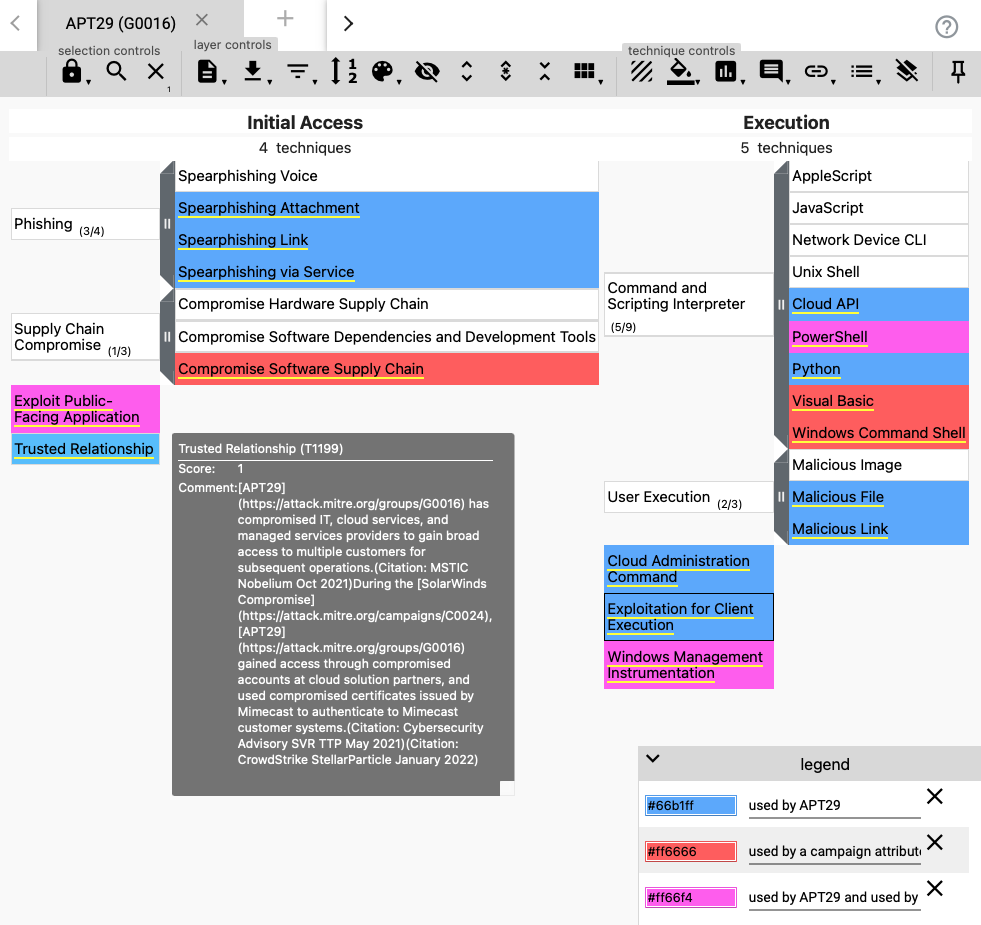 APT29 (G0016)
selection controls
layer controls
technique controls
1
2
1
Initial Access
4 techniques
Phishing (3/4)
Spearphishing Voice
Spearphishing Attachment
Spearphishing Link
Spearphishing via Service
Supply Chain
Compromise (1/3)
Compromise Hardware Supply Chain
Compromise Software Dependencies and Development Tools
Compromise Software Supply Chain
Exploit Public-
Facing Application
Trusted Relationship
Trusted Relationship (T1199)
Score: 1
Comment:[APT29]
(https://attack.mitre.org/groups/G0016) has
compromised IT, cloud services, and
managed services providers to gain broad
access to multiple customers for
subsequent operations.(Citation: MSTIC
Nobelium Oct 2021)During the [SolarWinds
Compromise]
(https://attack.mitre.org/campaigns/C0024),
[APT29]
(https://attack.mitre.org/groups/G0016)
gained access through compromised
accounts at cloud solution partners, and
used compromised certificates issued by
Mimecast to authenticate to Mimecast
customer systems.(Citation: Cybersecurity
Advisory SVR TTP May 2021)(Citation:
CrowdStrike StellarParticle January 2022)
Execution
5 techniques
Command and
Scripting Interpreter
(5/9)
AppleScript
JavaScript
Network Device CLI
Unix Shell
Cloud API
PowerShell
Python
Visual Basic
Windows Command Shell
User Execution (2/3)
Malicious Image
Malicious File
Malicious Link
Cloud Administration
Command
Exploitation for Client
Execution
Windows Management
Instrumentation
legend
#66b1ff used by APT29
#ff6666 used by a campaign attribut
#ff66f4 used by APT29 and used by